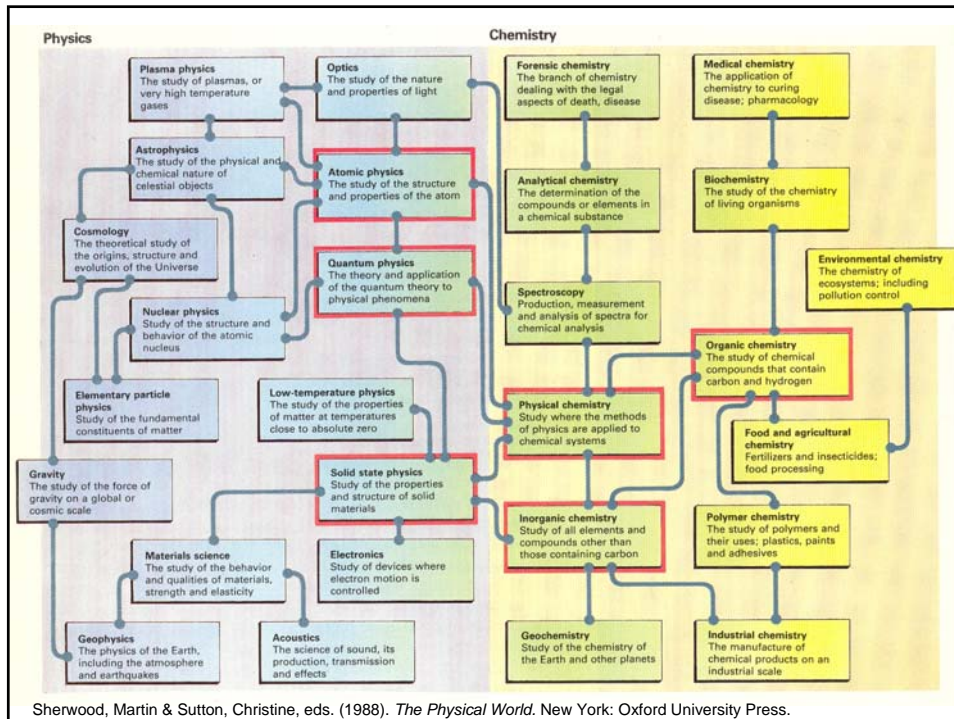 Physics
Chemistry
Plasma physics
The study of plasmas, or
very high temperature
gases
Optics
The study of the nature
and properties of light
Forensic chemistry
The branch of chemistry
dealing with the legal
aspects of death, disease
Medical chemistry
The application of
chemistry to curing
disease; pharmacology
Astrophysics
The study of the physical and
chemical nature of
celestial objects
Atomic physics
The study of the structure
and properties of the atom
Analytical chemistry
The determination of the
compounds or elements in
a chemical substance
Biochemistry
The study of the chemistry
of living organisms
Cosmology
The theoretical study of
the origins, structure and
evolution of the Universe
Quantum physics
The theory and application
of the quantum theory to
physical phenomena
Environmental chemistry
The chemistry of
ecosystems; including
pollution control
Nuclear physics
Study of the structure and
behavior of the atomic
nucleus
Spectroscopy
Production, measurement
and analysis of spectra for
chemical analysis
Organic chemistry
The study of chemical
compounds that contain
carbon and hydrogen
Elementary particle
physics
Study of the fundamental
constituents of matter
Low-temperature physics
The study of the properties
of matter at temperatures
close to absolute zero
Physical chemistry
Study where the methods
of physics are applied to
chemical systems
Food and agricultural
chemistry
Fertilizers and insecticides;
food processing
Gravity
The study of the force of
gravity on a global or
cosmic scale
Solid state physics
Study of the properties
and structure of solid
materials
Inorganic chemistry
Study of all elements and
compounds other than
those containing carbon
Polymer chemistry
The study of polymers and
their uses; plastics, paints
and adhesives
Materials science
The study of the behavior
and qualities of materials,
strength and elasticity
Electronics
Study of devices where
electron motion is
controlled
Geophysics
The physics of the Earth,
including the atmosphere
and earthquakes
Acoustics
The science of sound, its
production, transmission
and effects
Geochemistry
Study of the chemistry of
the Earth and other planets
Industrial chemistry
The manufacture of
chemical products on an
industrial scale
Sherwood, Martin & Sutton, Christine, eds. (1988). The Physical World. New York: Oxford University Press.